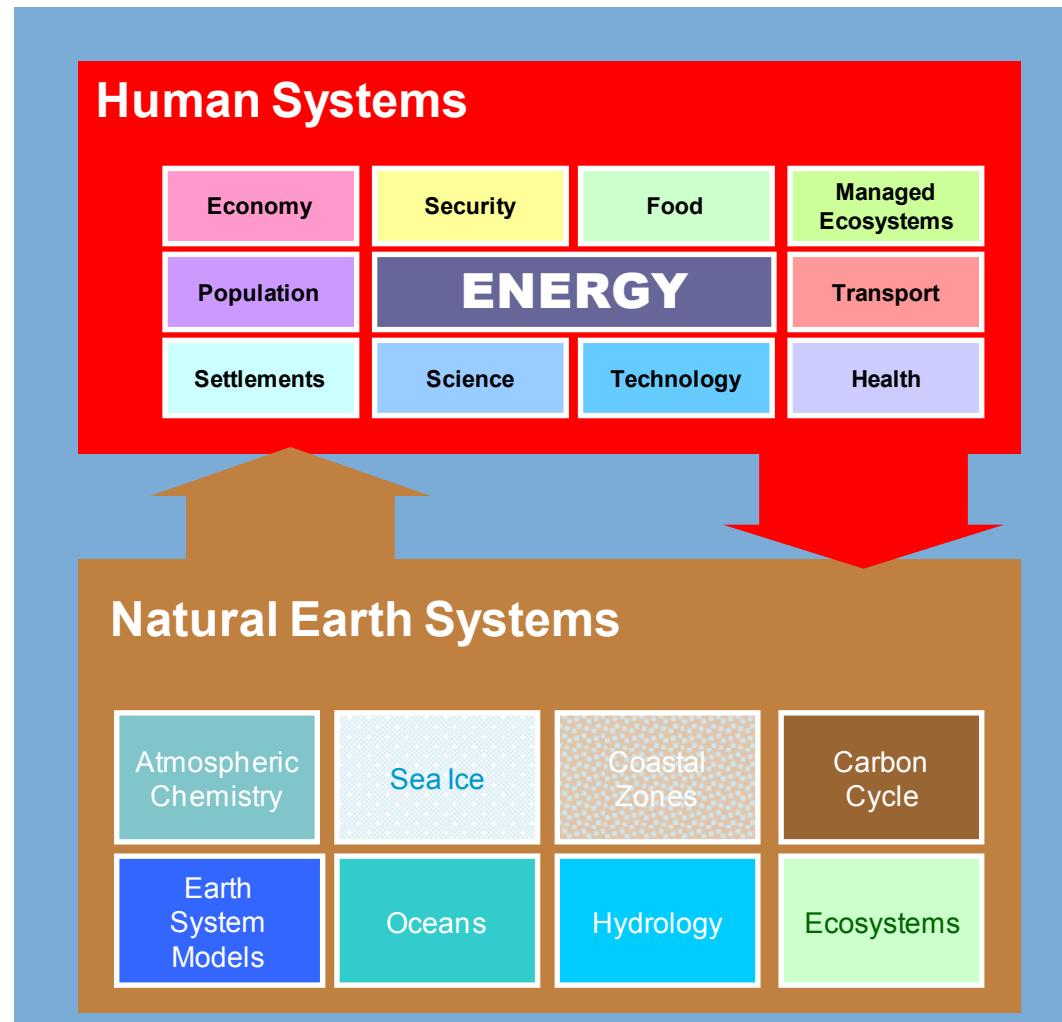 Human Systems
Economy
Security
Food
Managed
Ecosystems
Population
ENERGY
Transport
Settlements
Science
Technology
Health
Natural Earth Systems
Atmospheric
Chemistry
Sea Ice
Coastal
Zones
Carbon
Cycle
Earth
System
Models
Oceans
Hydrology
Ecosystems